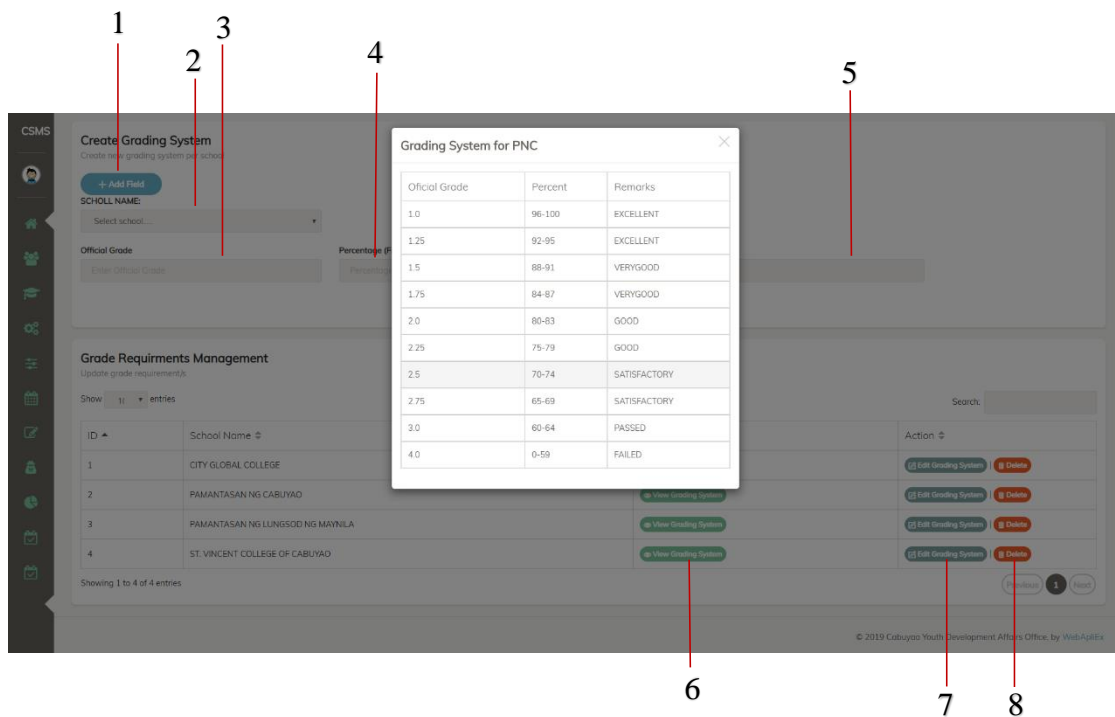 1
3
2
4
5
CSMS
Create Grading System
Create new grading system per school
+ Add Field
SCHOLL NAME:
Select school....
Official Grade
Percentage (F
Enter Official Grade
Percentage
Grading System for PNC
Oficial Grade Percent Remarks
1.0 96-100 EXCELLENT
1.25 92-95 EXCELLENT
1.5 88-91 VERYGOOD
1.75 84-87 VERYGOOD
2.0 80-83 GOOD
2.25 75-79 GOOD
2.5 70-74 SATISFACTORY
2.75 65-69 SATISFACTORY
3.0 60-64 PASSED
4.0 0-59 FAILED
Grade Requirments Management
Update grade requirement/s
Show entries
Search:
ID School Name Action
1 CITY GLOBAL COLLEGE Edit Grading System | Delete
2 PAMANTASAN NG CABUYAO View Grading System Edit Grading System | Delete
3 PAMANTASAN NG LUNGSOD NG MAYNILA View Grading System Edit Grading System | Delete
4 ST. VINCENT COLLEGE OF CABUYAO View Grading System Edit Grading System | Delete
Showing 1 to 4 of 4 entries
Previous 1 Next
© 2019 Cabuyao Youth Development Affairs Office, by WebAplEx
6
7
8